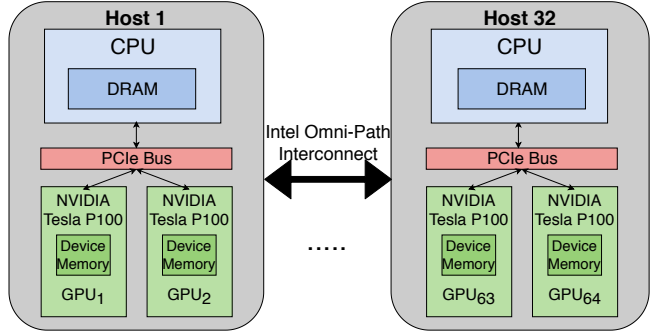 Host 1
CPU
DRAM
PCIe Bus
NVIDIA
Tesla P100
Device
Memory
GPU1
NVIDIA
Tesla P100
Device
Memory
GPU2
Intel Omni-Path
Interconnect
.....
Host 32
CPU
DRAM
PCIe Bus
NVIDIA
Tesla P100
Device
Memory
GPU63
NVIDIA
Tesla P100
Device
Memory
GPU64